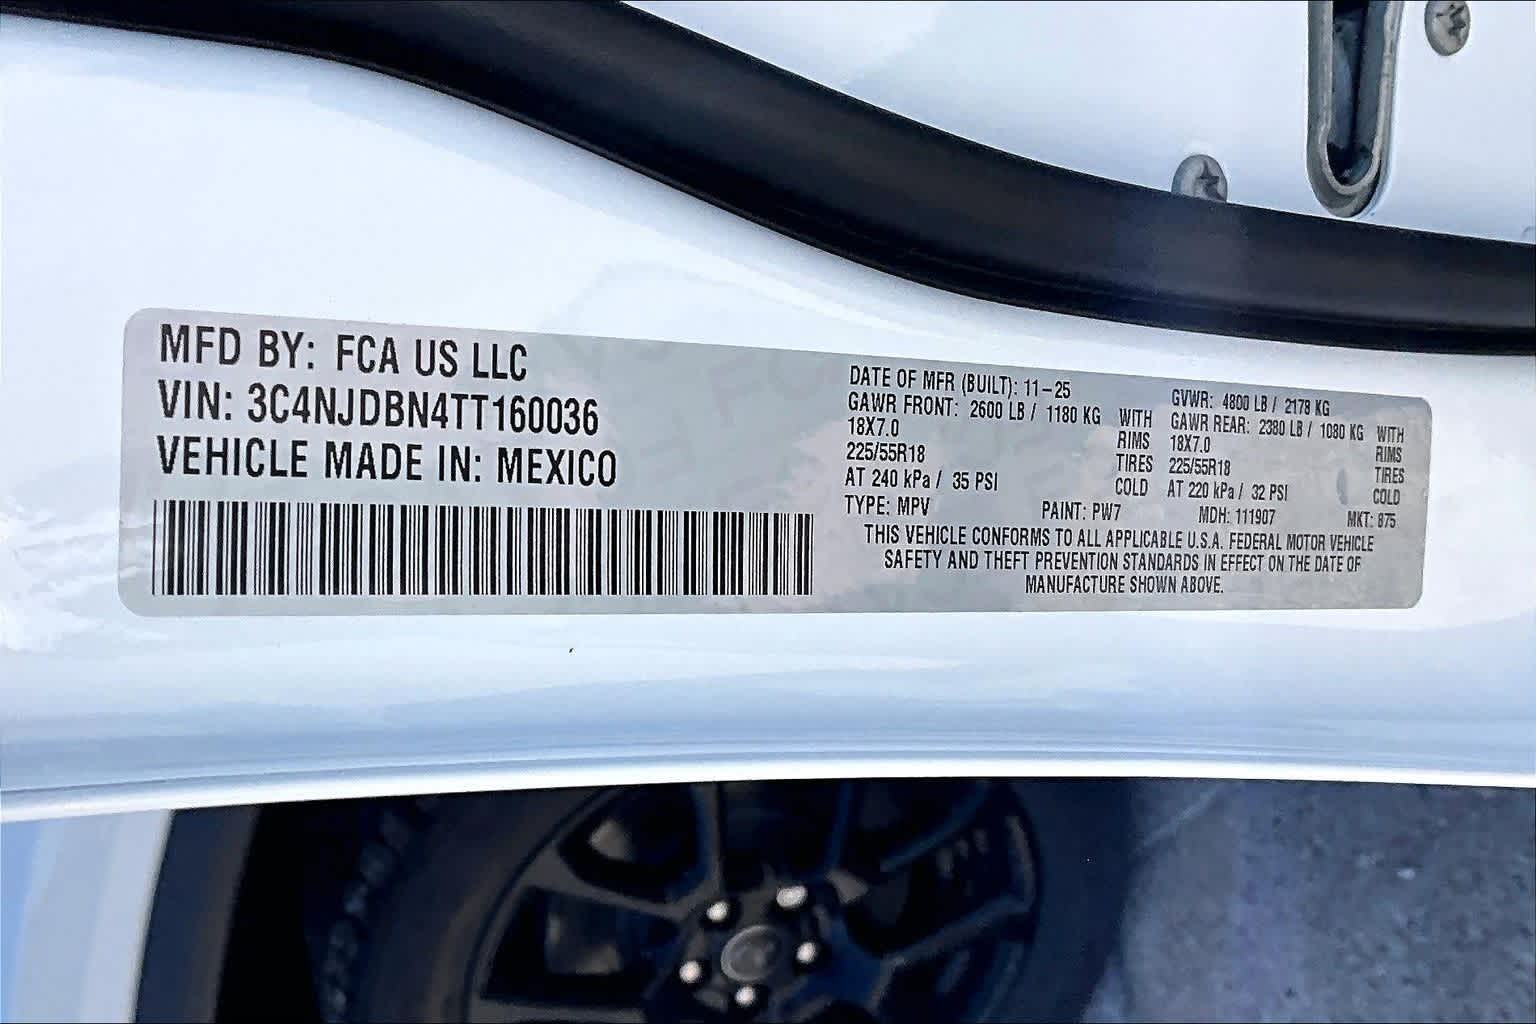 MFD BY: FCA US LLC
VIN: 3C4NJDBN4TT160036
VEHICLE MADE IN: MEXICO
DATE OF MFR (BUILT): 11-25
GAWR FRONT: 2600 LB / 1180 KG WITH
18X7.0 RIMS
225/55R18 TIRES
AT 240 kPa / 35 PSI COLD
GVWR: 4800 LB / 2178 KG
GAWR REAR: 2380 LB / 1080 KG WITH
18X7.0 RIMS
225/55R18 TIRES
AT 220 kPa / 32 PSI COLD
TYPE: MPV PAINT: PW7 MDH: 111907 MKT: 875
THIS VEHICLE CONFORMS TO ALL APPLICABLE U.S.A. FEDERAL MOTOR VEHICLE
SAFETY AND THEFT PREVENTION STANDARDS IN EFFECT ON THE DATE OF
MANUFACTURE SHOWN ABOVE.